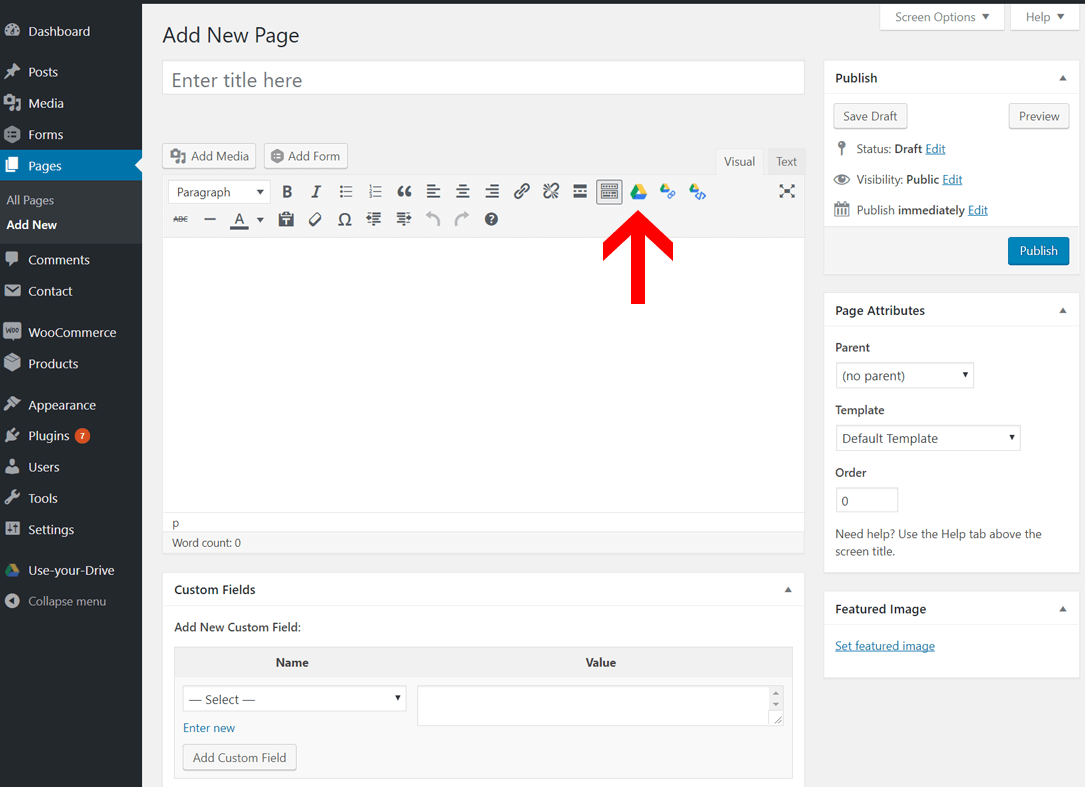 Dashboard
Posts
Media
Forms
Pages
All Pages
Add New
Comments
Contact
WOO WooCommerce
Products
Appearance
Plugins 7
Users
Tools
Settings
Use-your-Drive
Collapse menu
Screen Options
Help
Add New Page
Enter title here
Add Media
Add Form
Visual
Text
Paragraph
B I
ABC
A
Ω
?
p
Word count: 0
Custom Fields
Add New Custom Field:
Name
Value
— Select —
Enter new
Add Custom Field
Publish
Save Draft
Preview
Status: Draft Edit
Visibility: Public Edit
Publish immediately Edit
Publish
Page Attributes
Parent
(no parent)
Template
Default Template
Order
0
Need help? Use the Help tab above the
screen title.
Featured Image
Set featured image